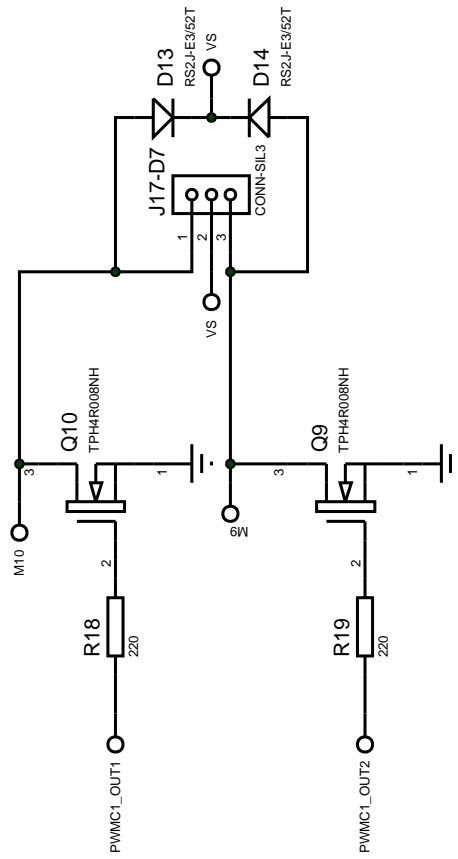 D13
RS2J-E3/52T
VS
D14
RS2J-E3/52T
J17-D7
CONN-SIL3
1
2
3
VS
M10
3
Q10
TPH4R008NH
1
2
R18
220
PWMC1_OUT1
M9
3
Q9
TPH4R008NH
1
2
R19
220
PWMC1_OUT2